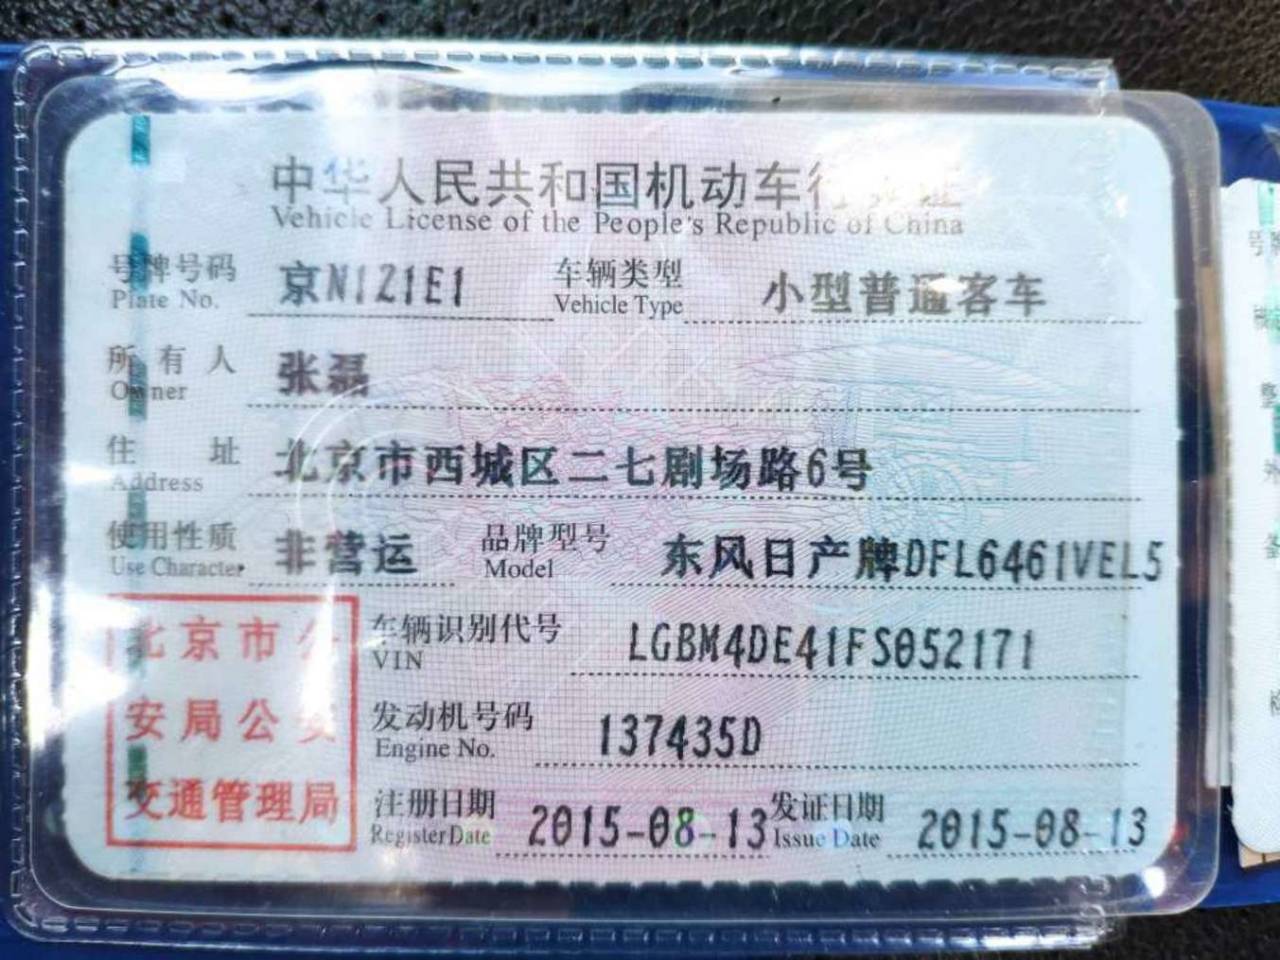 中华人民共和国机动车行驶证
Vehicle License of the People's Republic of China
号牌号码 京N1Z1E1 车辆类型 小型普通客车
Plate No. Vehicle Type
所有人 张磊
Owner
住址 北京市西城区二七剧场路6号
Address
使用性质 非营运 品牌型号 东风日产牌DFL6461VEL5
Use Character Model
北京市公
安局公安
交通管理局
车辆识别代号 LGBM4DE41FS052171
VIN
发动机号码 137435D
Engine No.
注册日期 2015-08-13 发证日期 2015-08-13
Register Date Issue Date